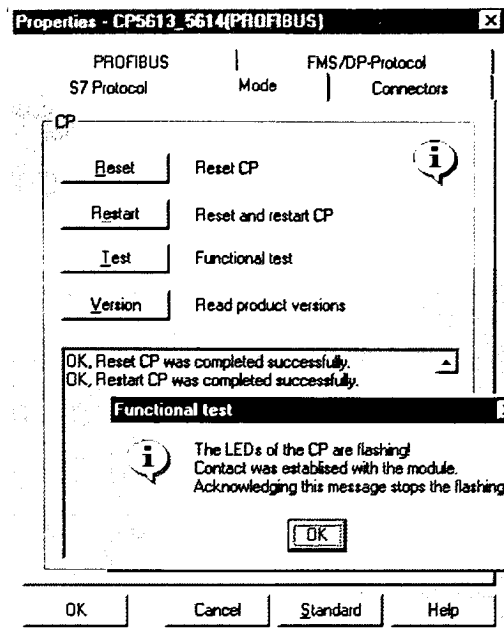 Properties - CP5613_5614(PROFIBUS)
PROFIBUS FMS/DP-Protocol
S7 Protocol Mode Connectors
CP
Reset Reset CP
Restart Reset and restart CP
Test Functional test
Version Read product versions
OK, Reset CP was completed successfully.
OK, Restart CP was completed successfully.
Functional test
The LEDs of the CP are flashing!
Contact was establised with the module.
Acknowledging this message stops the flashing
OK
OK Cancel Standard Help